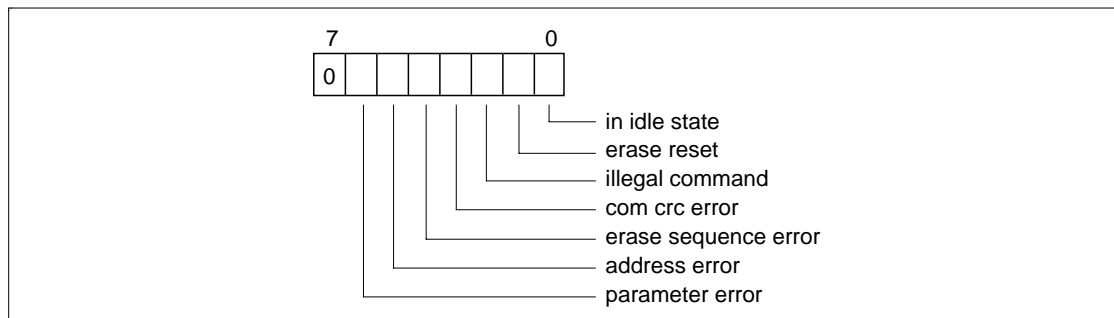 7 0
0
in idle state
erase reset
illegal command
com crc error
erase sequence error
address error
parameter error